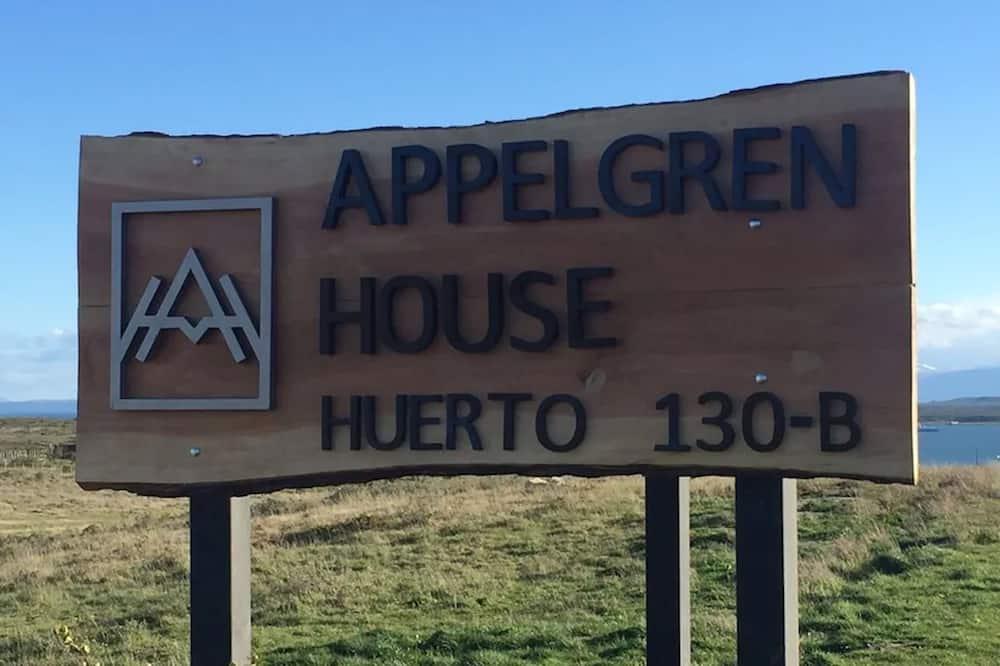 APPELGREN
HOUSE
HUERTO 130-B